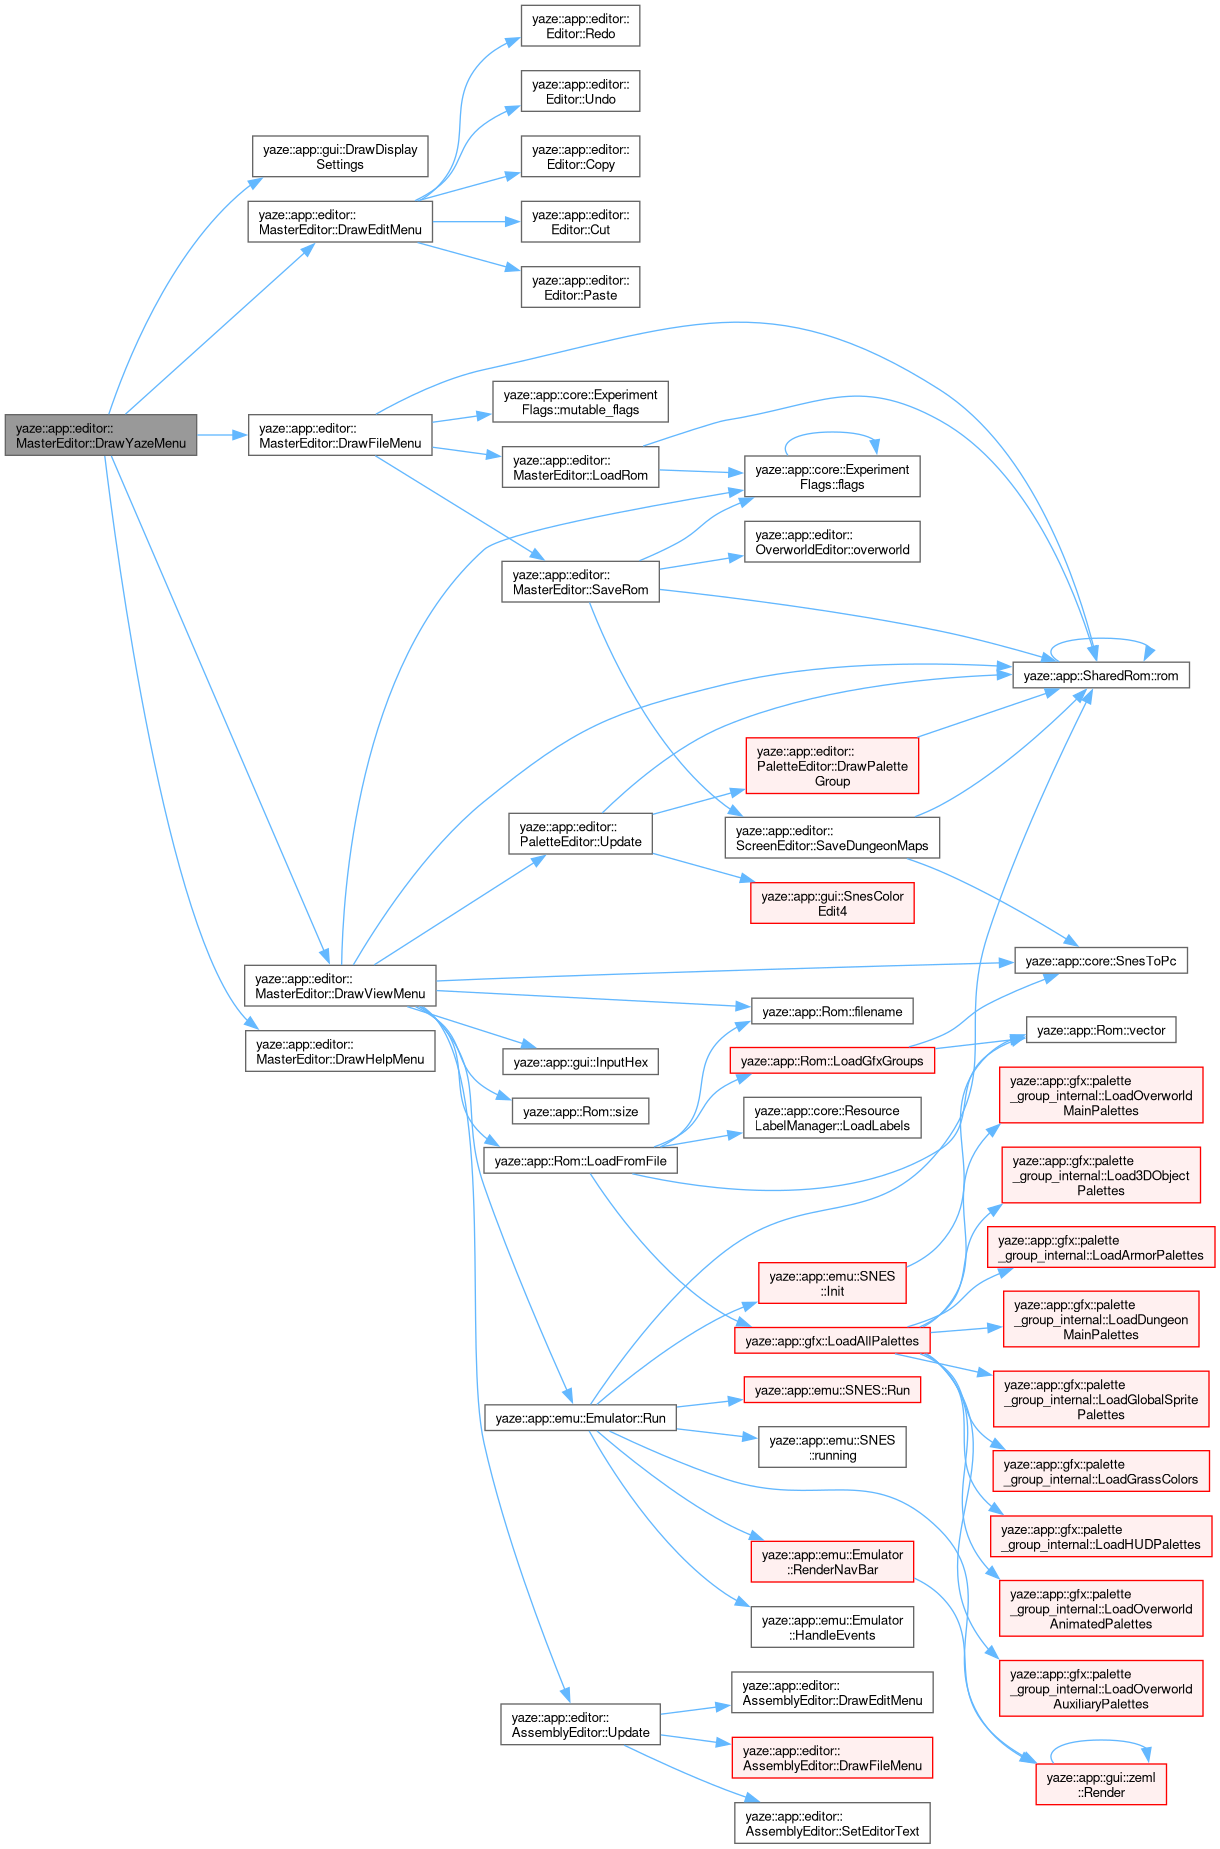 yaze::app::editor::
Editor::Redo
yaze::app::editor::
Editor::Undo
yaze::app::gui::DrawDisplay
Settings
yaze::app::editor::
Editor::Copy
yaze::app::editor::
MasterEditor::DrawEditMenu
yaze::app::editor::
Editor::Cut
yaze::app::editor::
Editor::Paste
yaze::app::core::Experiment
Flags::mutable_flags
yaze::app::editor::
MasterEditor::DrawYazeMenu
yaze::app::editor::
MasterEditor::DrawFileMenu
yaze::app::editor::
MasterEditor::LoadRom
yaze::app::core::Experiment
Flags::flags
yaze::app::editor::
OverworldEditor::overworld
yaze::app::editor::
MasterEditor::SaveRom
yaze::app::SharedRom::rom
yaze::app::editor::
PaletteEditor::DrawPalette
Group
yaze::app::editor::
PaletteEditor::Update
yaze::app::editor::
ScreenEditor::SaveDungeonMaps
yaze::app::gui::SnesColor
Edit4
yaze::app::core::SnesToPc
yaze::app::editor::
MasterEditor::DrawViewMenu
yaze::app::Rom::filename
yaze::app::Rom::vector
yaze::app::editor::
MasterEditor::DrawHelpMenu
yaze::app::gui::InputHex
yaze::app::Rom::LoadGfxGroups
yaze::app::gfx::palette
_group_internal::LoadOverworld
MainPalettes
yaze::app::Rom::size
yaze::app::core::Resource
LabelManager::LoadLabels
yaze::app::Rom::LoadFromFile
yaze::app::gfx::palette
_group_internal::Load3DObject
Palettes
yaze::app::gfx::palette
_group_internal::LoadArmorPalettes
yaze::app::emu::SNES
::Init
yaze::app::gfx::palette
_group_internal::LoadDungeon
MainPalettes
yaze::app::gfx::LoadAllPalettes
yaze::app::emu::SNES::Run
yaze::app::gfx::palette
_group_internal::LoadGlobalSprite
Palettes
yaze::app::emu::Emulator::Run
yaze::app::emu::SNES
::running
yaze::app::gfx::palette
_group_internal::LoadGrassColors
yaze::app::gfx::palette
_group_internal::LoadHUDPalettes
yaze::app::emu::Emulator
::RenderNavBar
yaze::app::gfx::palette
_group_internal::LoadOverworld
AnimatedPalettes
yaze::app::emu::Emulator
::HandleEvents
yaze::app::gfx::palette
_group_internal::LoadOverworld
AuxiliaryPalettes
yaze::app::editor::
AssemblyEditor::DrawEditMenu
yaze::app::editor::
AssemblyEditor::Update
yaze::app::editor::
AssemblyEditor::DrawFileMenu
yaze::app::gui::zeml
::Render
yaze::app::editor::
AssemblyEditor::SetEditorText